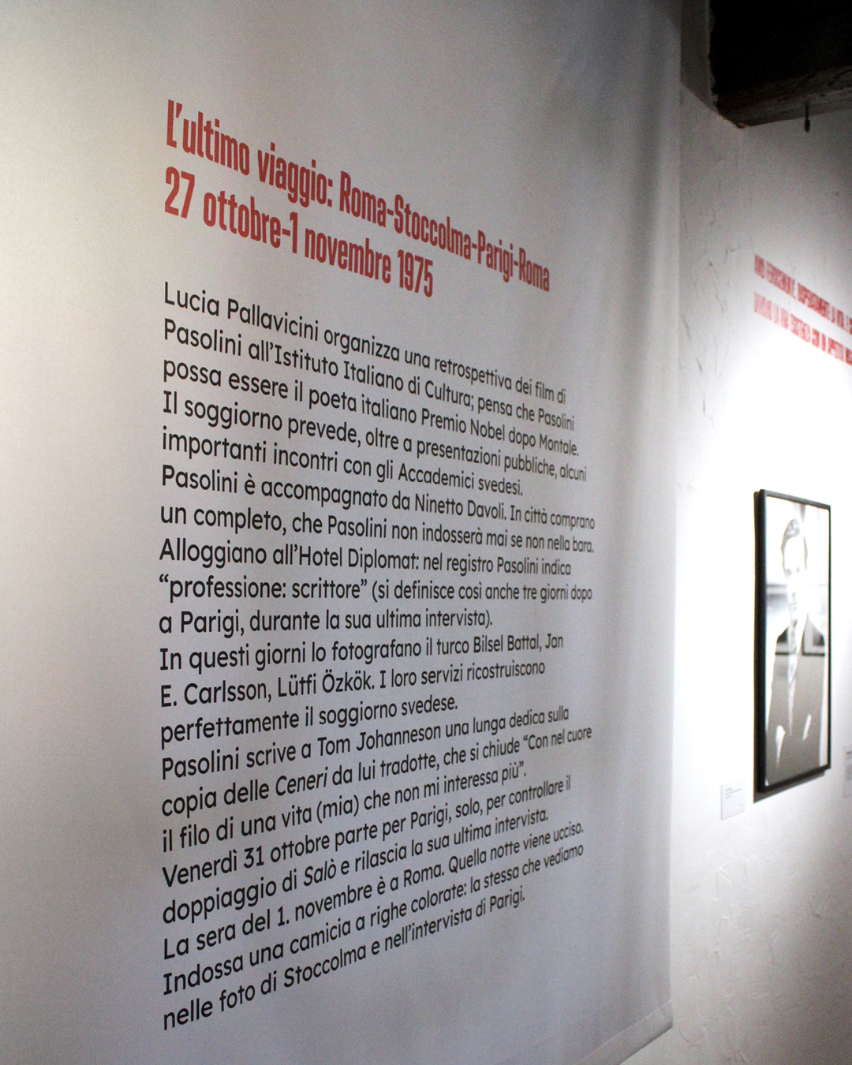 L'ultimo viaggio: Roma-Stoccolma-Parigi-Roma
27 ottobre-1 novembre 1975
Lucia Pallavicini organizza una retrospettiva dei film di
Pasolini all'Istituto Italiano di Cultura; pensa che Pasolini
possa essere il poeta italiano Premio Nobel dopo Montale.
Il soggiorno prevede, oltre a presentazioni pubbliche, alcuni
importanti incontri con gli Accademici svedesi.
Pasolini è accompagnato da Ninetto Davoli. In città comprano
un completo, che Pasolini non indosserà mai se non nella bara.
Alloggiano all'Hotel Diplomat: nel registro Pasolini indica
“professione: scrittore” (si definisce così anche tre giorni dopo
a Parigi, durante la sua ultima intervista).
In questi giorni lo fotografano il turco Bilsel Battal, Jan
E. Carlsson, Lütfi Özkök. I loro servizi ricostruiscono
perfettamente il soggiorno svedese.
Pasolini scrive a Tom Johanneson una lunga dedica sulla
copia delle Ceneri da lui tradotte, che si chiude “Con nel cuore
il filo di una vita (mia) che non mi interessa più”.
Venerdì 31 ottobre parte per Parigi, solo, per controllare il
doppiaggio di Salò e rilascia la sua ultima intervista.
La sera del 1. novembre è a Roma. Quella notte viene ucciso.
Indossa una camicia a righe colorate: la stessa che vediamo
nelle foto di Stoccolma e nell'intervista di Parigi.